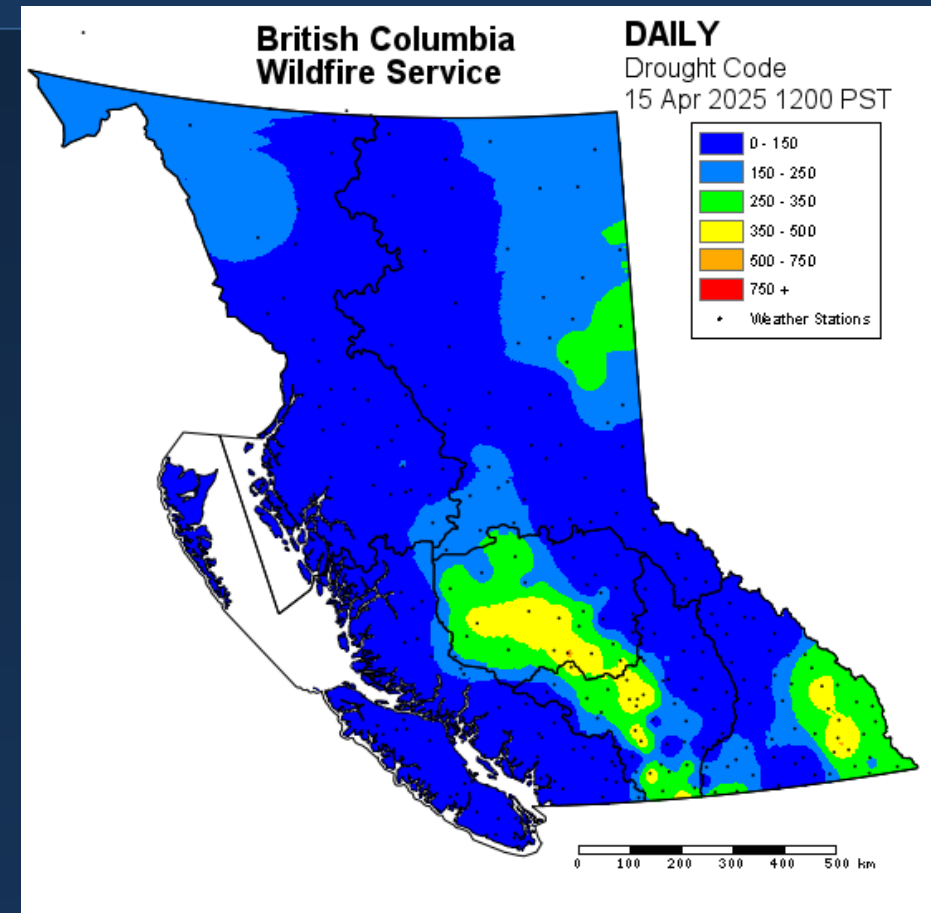 British Columbia
Wildfire Service
DAILY
Drought Code
15 Apr 2025 1200 PST
0 - 150
150 - 250
250 - 350
350 - 500
500 - 750
750 +
Weather Stations
0 100 200 300 400 500 km